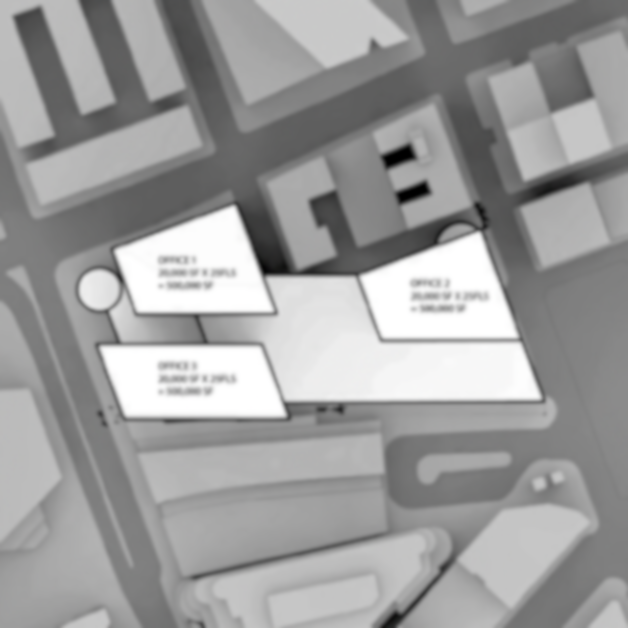 OFFICE 1
20,000 SF X 25FLS
= 500,000 SF
OFFICE 2
20,000 SF X 25FLS
= 500,000 SF
OFFICE 3
20,000 SF X 25FLS
= 500,000 SF